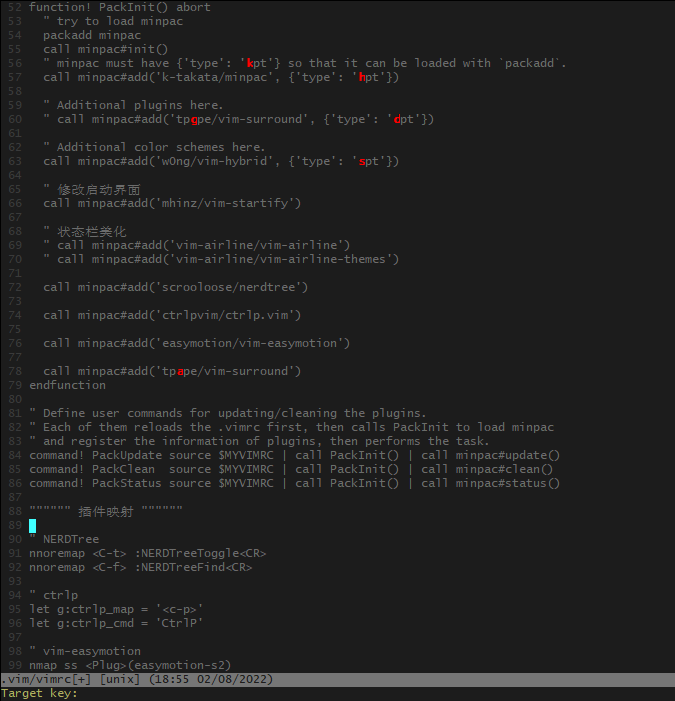 52 function! PackInit() abort
53   " try to load minpac
54   packadd minpac
55   call minpac#init()
56   " minpac must have {'type': 'kpt'} so that it can be loaded with `packadd`.
57   call minpac#add('k-takata/minpac', {'type': 'hpt'})
58
59   " Additional plugins here.
60   " call minpac#add('tpgpe/vim-surround', {'type': 'dpt'})
61
62   " Additional color schemes here.
63   call minpac#add('w0ng/vim-hybrid', {'type': 'spt'})
64
65   " 修改启动界面
66   call minpac#add('mhinz/vim-startify')
67
68   " 状态栏美化
69   " call minpac#add('vim-airline/vim-airline')
70   " call minpac#add('vim-airline/vim-airline-themes')
71
72   call minpac#add('scrooloose/nerdtree')
73
74   call minpac#add('ctrlpvim/ctrlp.vim')
75
76   call minpac#add('easymotion/vim-easymotion')
77
78   call minpac#add('tpape/vim-surround')
79 endfunction
80
81 " Define user commands for updating/cleaning the plugins.
82 " Each of them reloads the .vimrc first, then calls PackInit to load minpac
83 " and register the information of plugins, then performs the task.
84 command! PackUpdate source $MYVIMRC | call PackInit() | call minpac#update()
85 command! PackClean  source $MYVIMRC | call PackInit() | call minpac#clean()
86 command! PackStatus source $MYVIMRC | call PackInit() | call minpac#status()
87
88 """""" 插件映射 """"""
89
90 " NERDTree
91 nnoremap <C-t> :NERDTreeToggle<CR>
92 nnoremap <C-f> :NERDTreeFind<CR>
93
94 " ctrlp
95 let g:ctrlp_map = '<c-p>'
96 let g:ctrlp_cmd = 'CtrlP'
97
98 " vim-easymotion
99 nmap ss <Plug>(easymotion-s2)
.vim/vimrc[+] [unix] (18:55 02/08/2022)
Target key: